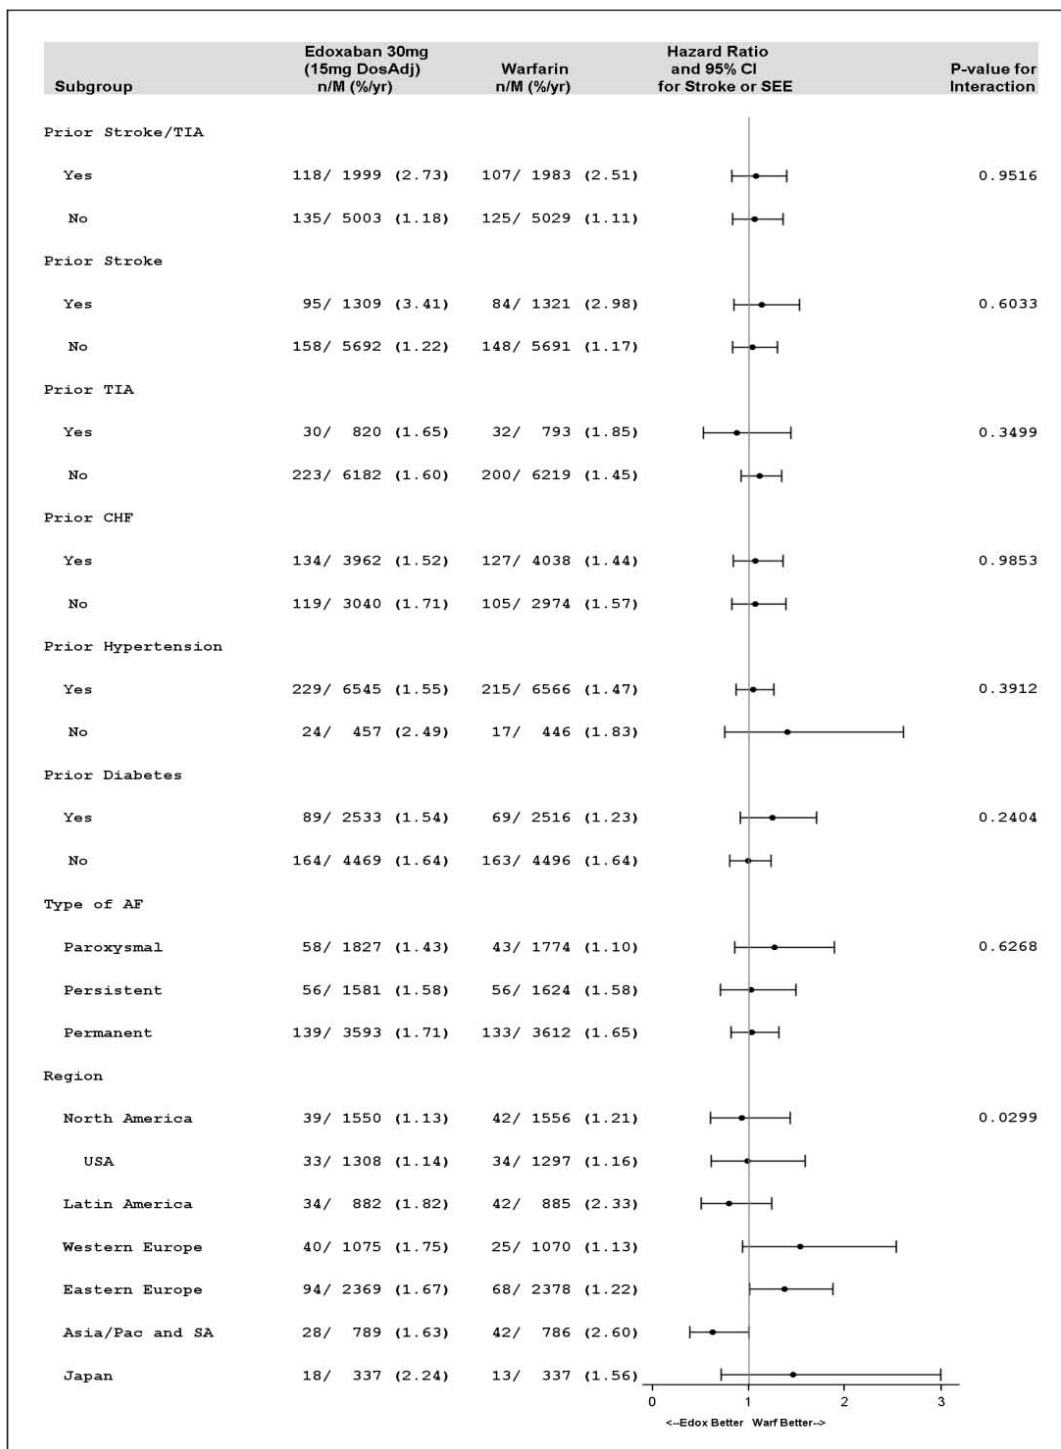 Edoxaban 30mg Hazard Ratio
(15mg DosAdj) Warfarin and 95% CI P-value for
Subgroup n/M (%/yr) n/M (%/yr) for Stroke or SEE Interaction
Prior Stroke/TIA
Yes 118/ 1999 (2.73) 107/ 1983 (2.51) 0.9516
No 135/ 5003 (1.18) 125/ 5029 (1.11)
Prior Stroke
Yes 95/ 1309 (3.41) 84/ 1321 (2.98) 0.6033
No 158/ 5692 (1.22) 148/ 5691 (1.17)
Prior TIA
Yes 30/ 820 (1.65) 32/ 793 (1.85) 0.3499
No 223/ 6182 (1.60) 200/ 6219 (1.45)
Prior CHF
Yes 134/ 3962 (1.52) 127/ 4038 (1.44) 0.9853
No 119/ 3040 (1.71) 105/ 2974 (1.57)
Prior Hypertension
Yes 229/ 6545 (1.55) 215/ 6566 (1.47) 0.3912
No 24/ 457 (2.49) 17/ 446 (1.83)
Prior Diabetes
Yes 89/ 2533 (1.54) 69/ 2516 (1.23) 0.2404
No 164/ 4469 (1.64) 163/ 4496 (1.64)
Type of AF
Paroxysmal 58/ 1827 (1.43) 43/ 1774 (1.10) 0.6268
Persistent 56/ 1581 (1.58) 56/ 1624 (1.58)
Permanent 139/ 3593 (1.71) 133/ 3612 (1.65)
Region
North America 39/ 1550 (1.13) 42/ 1556 (1.21) 0.0299
USA 33/ 1308 (1.14) 34/ 1297 (1.16)
Latin America 34/ 882 (1.82) 42/ 885 (2.33)
Western Europe 40/ 1075 (1.75) 25/ 1070 (1.13)
Eastern Europe 94/ 2369 (1.67) 68/ 2378 (1.22)
Asia/Pac and SA 28/ 789 (1.63) 42/ 786 (2.60)
Japan 18/ 337 (2.24) 13/ 337 (1.56)
0 1 2 3
<--Edox Better Warf Better-->